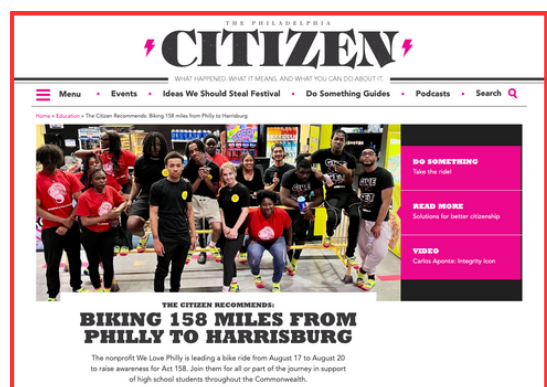 THE PHILADELPHIA
CITIZEN
WHAT HAPPENED. WHAT IT MEANS. AND WHAT YOU CAN DO ABOUT IT.
Menu • Events • Ideas We Should Steal Festival • Do Something Guides • Podcasts • Search
Home » Education » The Citizen Recommends: Biking 158 miles from Philly to Harrisburg
DO SOMETHING
Take the ride!
READ MORE
Solutions for better citizenship
VIDEO
Carlos Aponte: Integrity Icon
THE CITIZEN RECOMMENDS:
BIKING 158 MILES FROM
PHILLY TO HARRISBURG
The nonprofit We Love Philly is leading a bike ride from August 17 to August 20
to raise awareness for Act 158. Join them for all or part of the journey in support
of high school students throughout the Commonwealth.